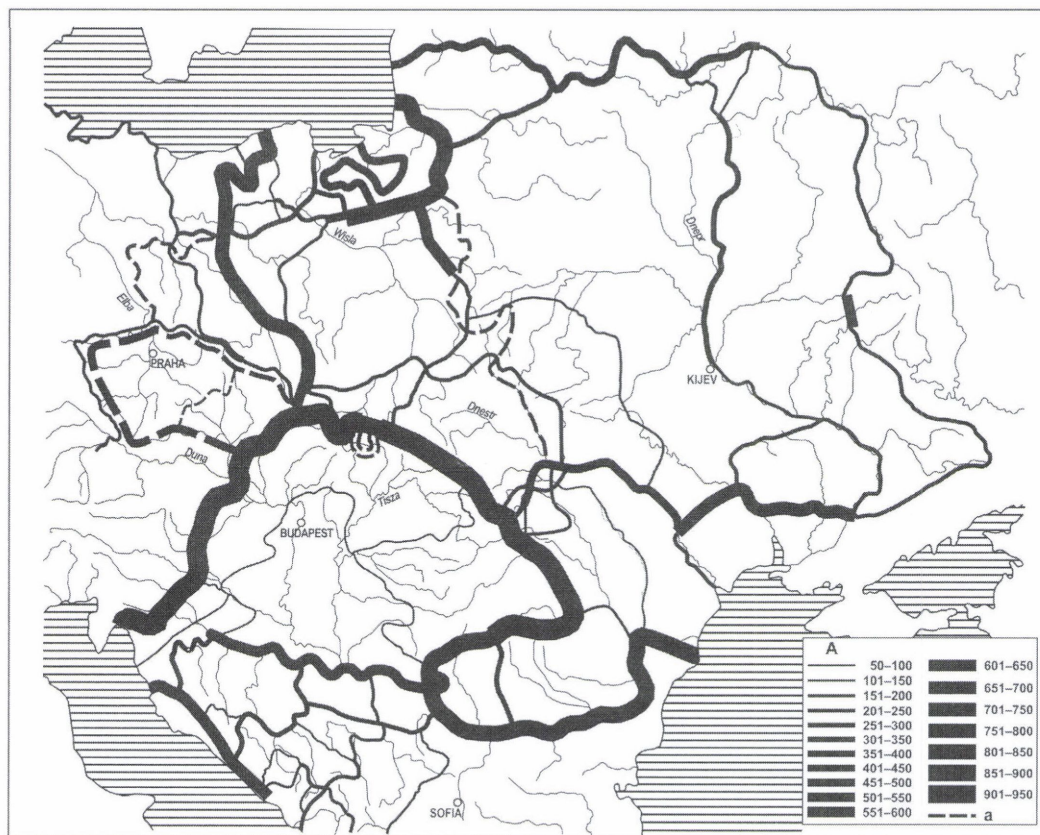 Wisla
Dnepr
Elba
PRAHA
KIJEV
Dnestr
Duna
Tisza
BUDAPEST
SOFIA
A
50–100
101–150
151–200
201–250
251–300
301–350
351–400
401–450
451–500
501–550
551–600
601–650
651–700
701–750
751–800
801–850
851–900
901–950
a